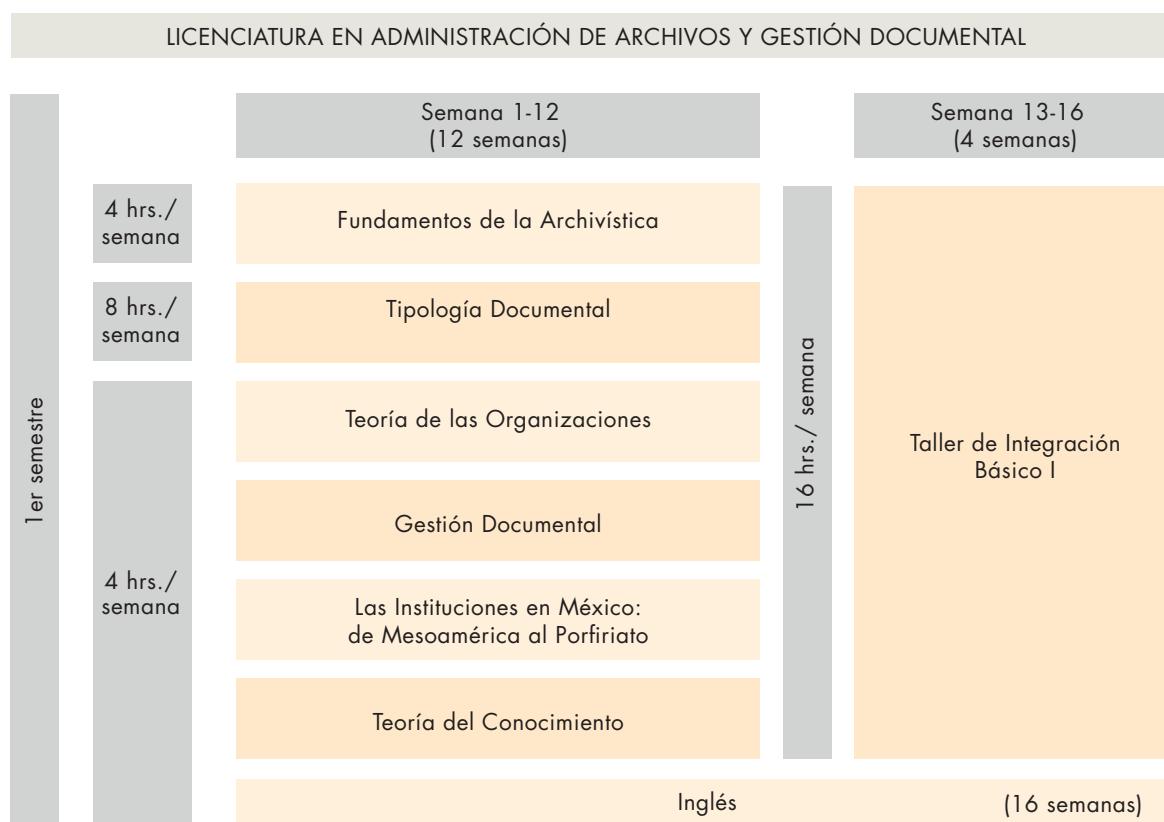 LICENCIATURA EN ADMINISTRACIÓN DE ARCHIVOS Y GESTIÓN DOCUMENTAL
Semana 1-12
(12 semanas)
Semana 13-16
(4 semanas)
1er semestre
4 hrs./
semana
Fundamentos de la Archivística
8 hrs./
semana
Tipología Documental
4 hrs./
semana
Teoría de las Organizaciones
Gestión Documental
Las Instituciones en México:
de Mesoamérica al Porfiriato
Teoría del Conocimiento
16 hrs./ semana
Taller de Integración
Básico I
Inglés
(16 semanas)